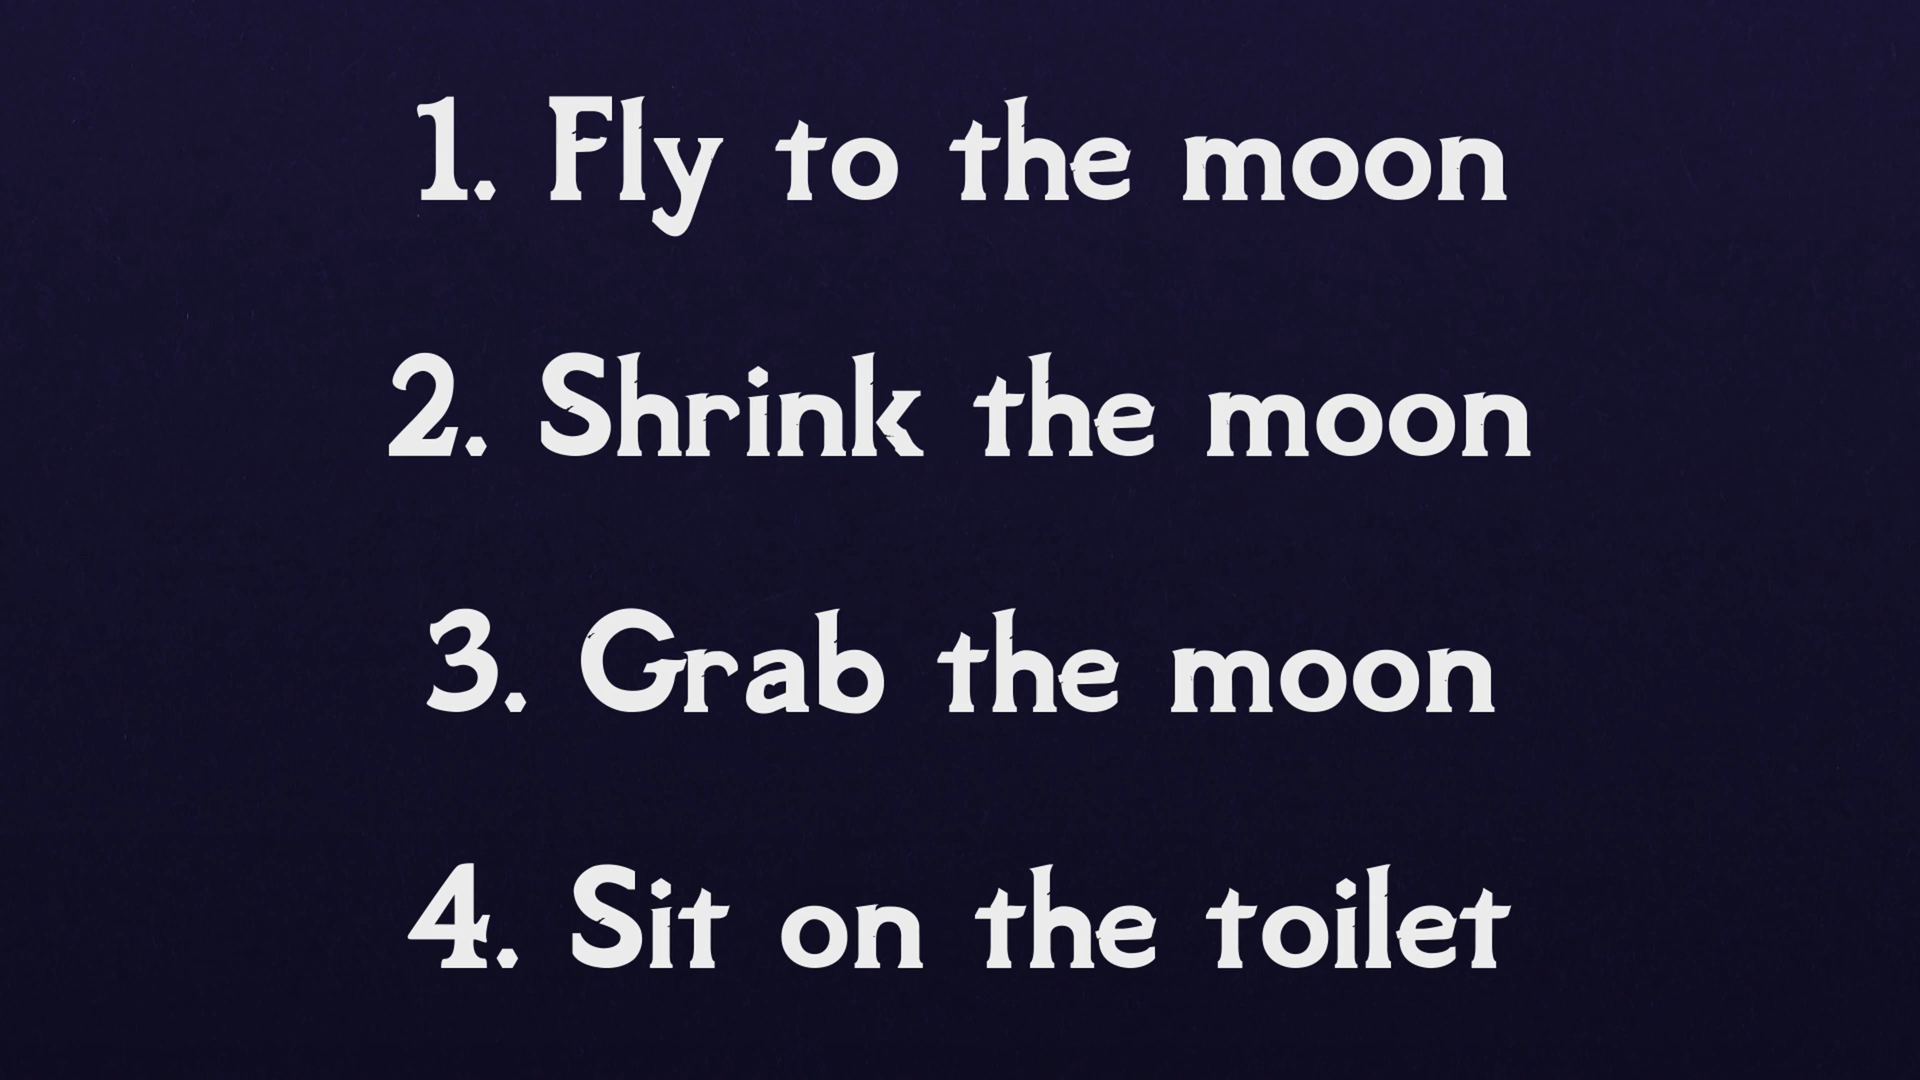 1. Fly to the moon
2. Shrink the moon
3. Grab the moon
4. Sit on the toilet